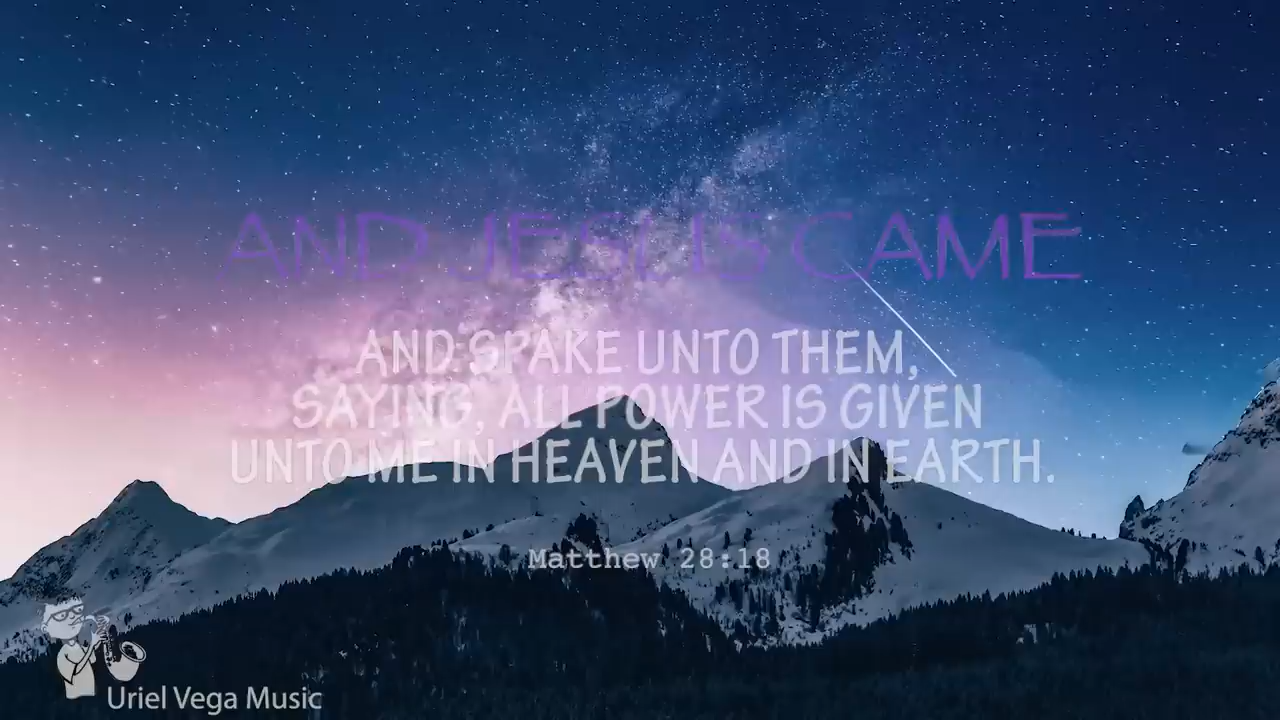 AND JESUS CAME
AND SPAKE UNTO THEM,
SAYING, ALL POWER IS GIVEN
UNTO ME IN HEAVEN AND IN EARTH.
Matthew 28:18
Uriel Vega Music